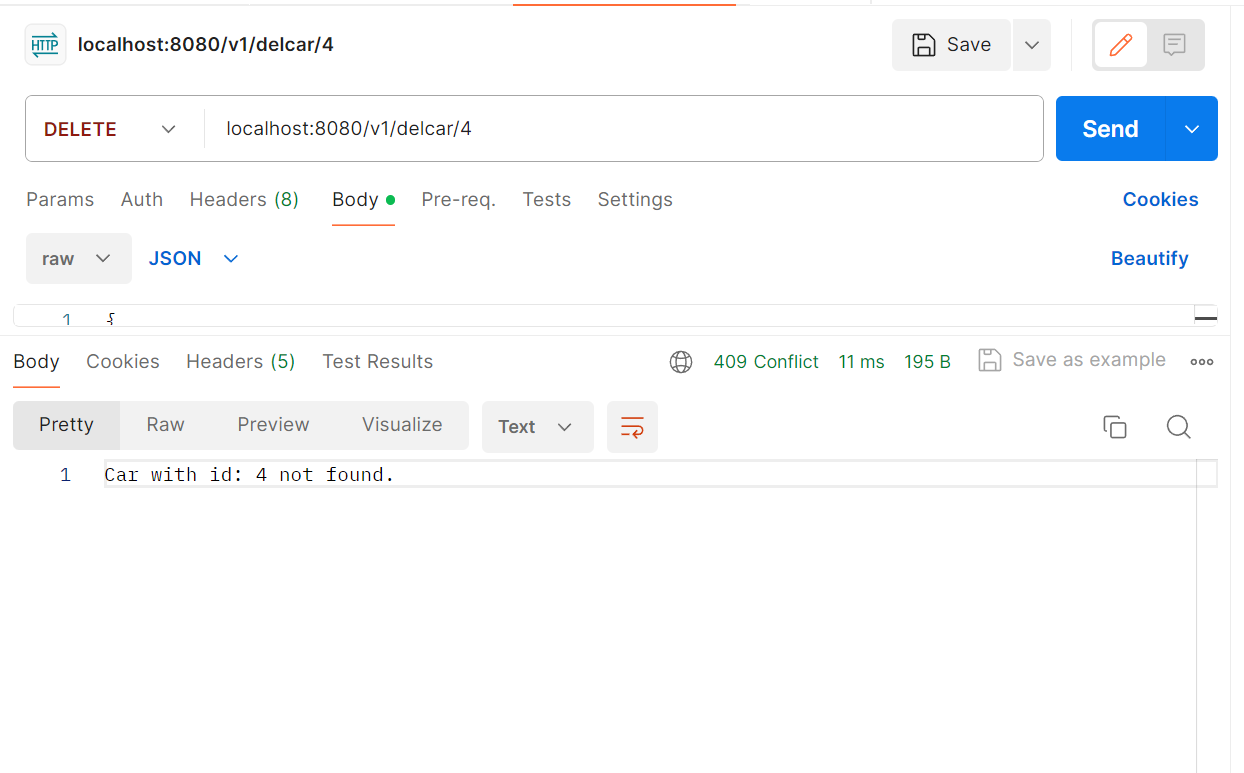 HTTP localhost:8080/v1/delcar/4 Save
DELETE localhost:8080/v1/delcar/4 Send
Params Auth Headers (8) Body Pre-req. Tests Settings Cookies
raw JSON Beautify
1 {
Body Cookies Headers (5) Test Results 409 Conflict 11 ms 195 B Save as example
Pretty Raw Preview Visualize Text
1 Car with id: 4 not found.